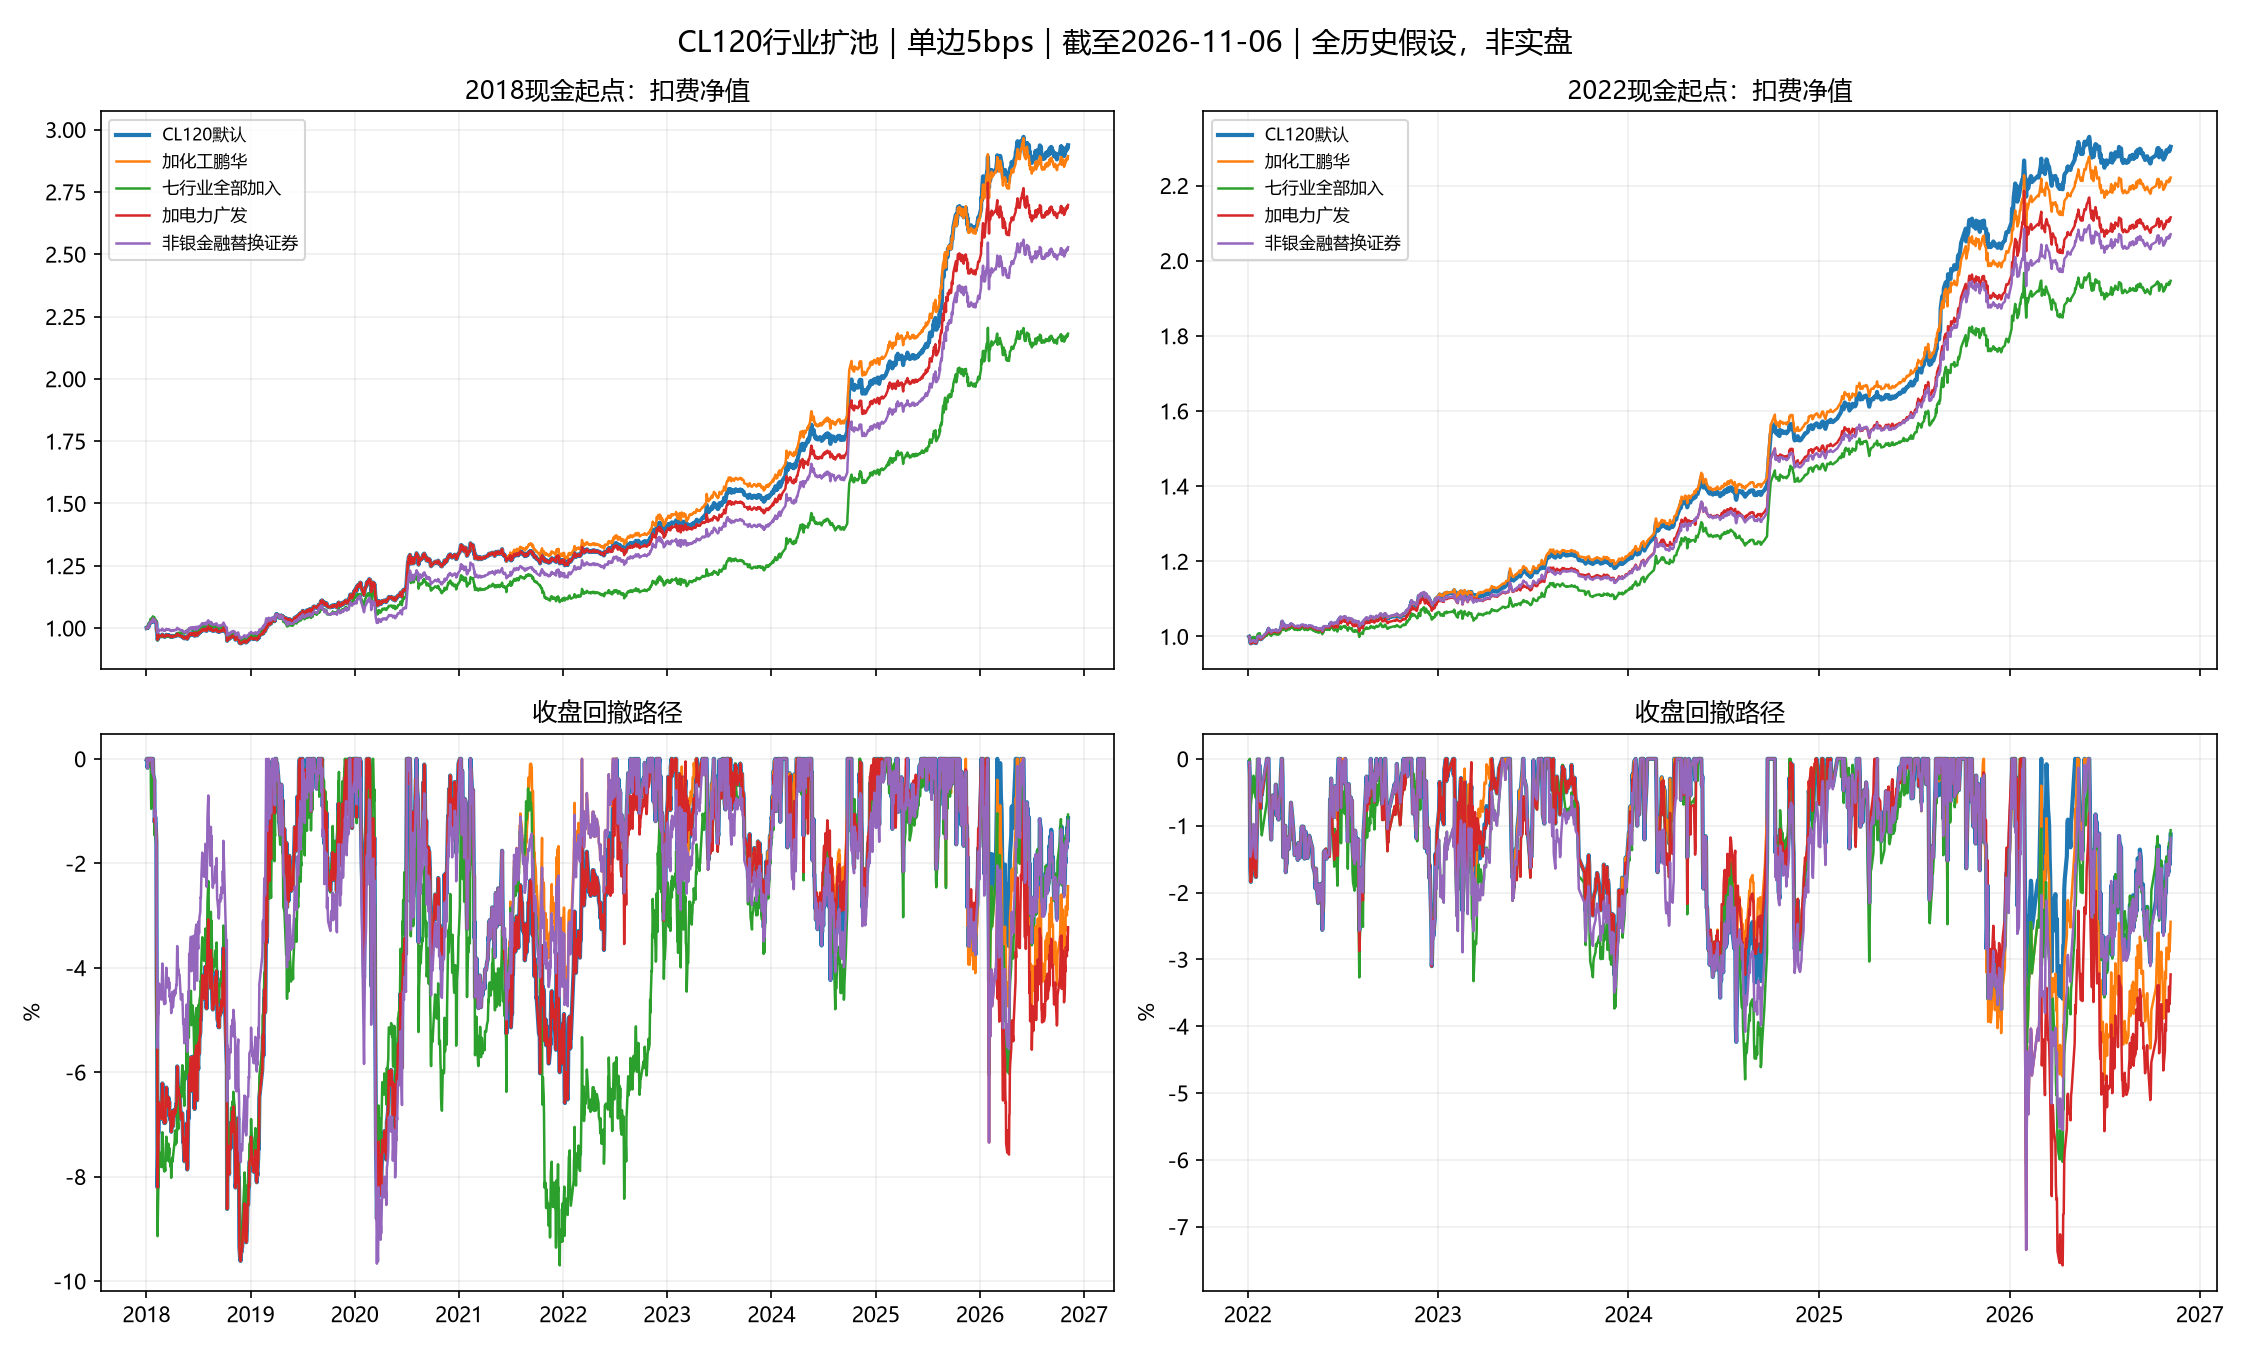 CL120行业扩池 | 单边5bps | 截至2026-11-06 | 全历史假设，非实盘
2018现金起点：扣费净值
3.00
2.75
2.50
2.25
2.00
1.75
1.50
1.25
1.00
CL120默认
加化工鹏华
七行业全部加入
加电力广发
非银金融替换证券
2022现金起点：扣费净值
2.2
2.0
1.8
1.6
1.4
1.2
1.0
CL120默认
加化工鹏华
七行业全部加入
加电力广发
非银金融替换证券
收盘回撤路径
%
0
-2
-4
-6
-8
-10
2018 2019 2020 2021 2022 2023 2024 2025 2026 2027
收盘回撤路径
%
0
-1
-2
-3
-4
-5
-6
-7
2022 2023 2024 2025 2026 2027